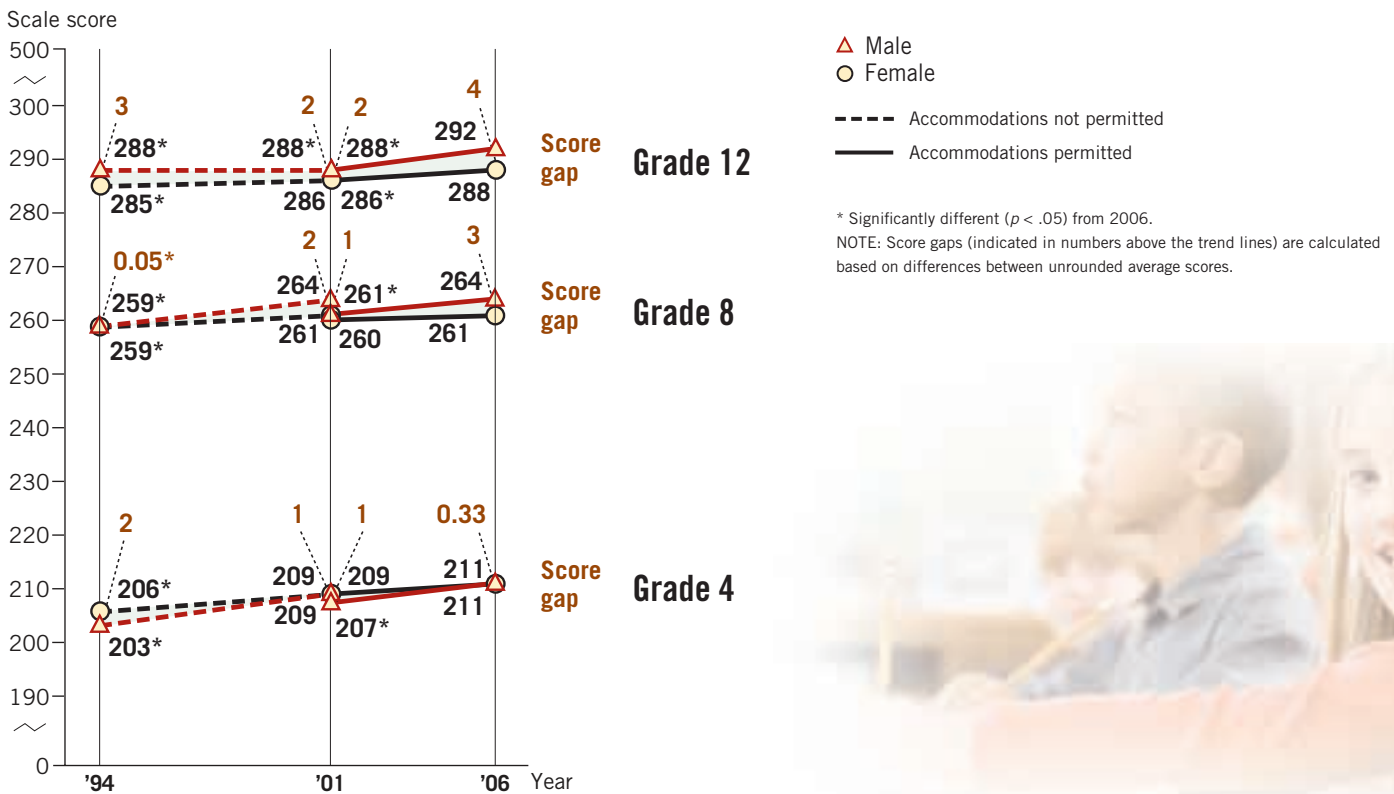 Scale score
500
300
290
280
270
260
250
240
230
220
210
200
190
0
3
2 2
4
288*
288* 288*
292
285*
286 286*
288
Score
gap
Grade 12
0.05*
2 1
3
259*
264 261*
264
259*
261 260
261
Score
gap
Grade 8
2
1 1
0.33
206*
209 209
211
203*
209 207*
211
Score
gap
Grade 4
’94 ’01 ’06 Year
Male
Female
Accommodations not permitted
Accommodations permitted
* Significantly different (p < .05) from 2006.
NOTE: Score gaps (indicated in numbers above the trend lines) are calculated
based on differences between unrounded average scores.